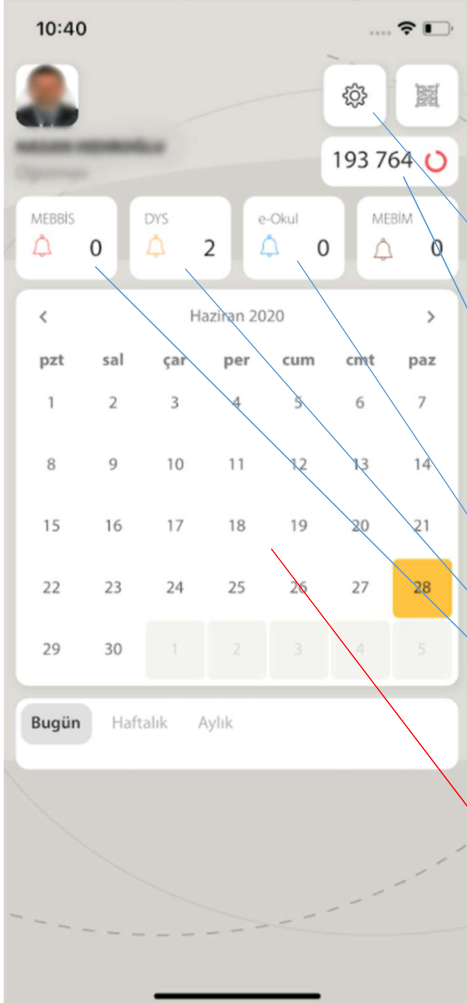 10:40
193 764
MEBBİS
0
DYS
2
e-Okul
0
MEBİM
0
< Haziran 2020 >
pzt sal çar per cum cmt paz
1 2 3 4 5 6 7
8 9 10 11 12 13 14
15 16 17 18 19 20 21
22 23 24 25 26 27 28
29 30 1 2 3 4 5
Bugün Haftalık Aylık